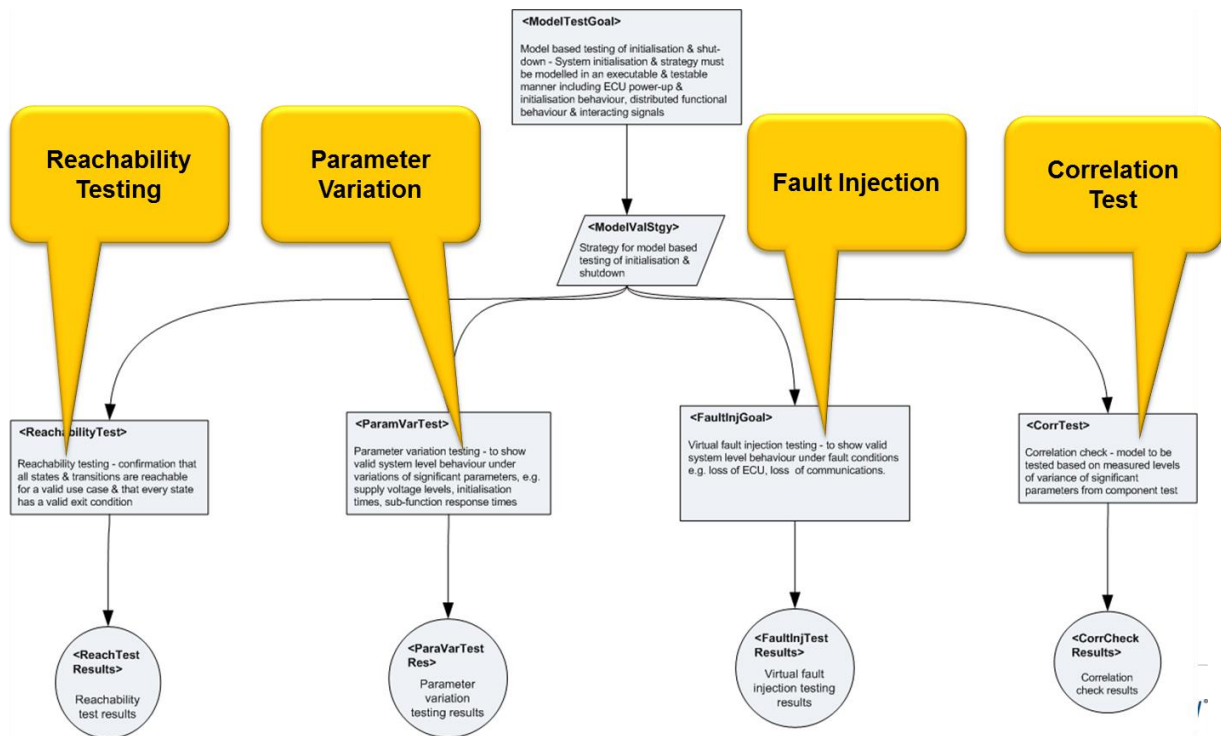 <ModelTestGoal>
Model based testing of initialisation & shut-
down - System initialisation & strategy must
be modelled in an executable & testable
manner including ECU power-up &
initialisation behaviour, distributed functional
behaviour & interacting signals
Reachability
Testing
Parameter
Variation
Fault Injection
Correlation
Test
<ModelValStgy>
Strategy for model based
testing of initialisation &
shutdown
<ReachabilityTest>
Reachability testing - confirmation that
all states & transitions are reachable
for a valid use case & that every state
has a valid exit condition
<ParamVarTest>
Parameter variation testing - to show
valid system level behaviour under
variations of significant parameters, e.g.
supply voltage levels, initialisation
times, sub-function response times
<FaultInjGoal>
Virtual fault injection testing - to show valid
system level behaviour under fault conditions
e.g. loss of ECU, loss of communications.
<CorrTest>
Correlation check - model to be
tested based on measured levels
of variance of significant
parameters from component test
<ReachTest
Results>
Reachability
test results
<ParaVarTest
Res>
Parameter
variation
testing results
<FaultInjTest
Results>
Virtual fault
injection testing
results
<CorrCheck
Results>
Correlation
check results